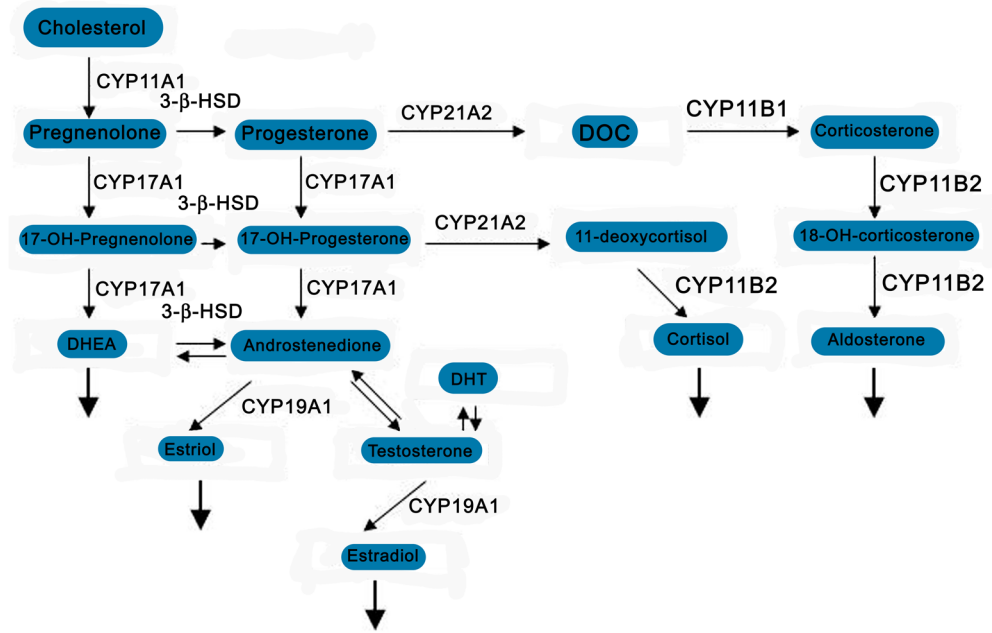 Cholesterol
CYP11A1
3-β-HSD
CYP21A2
CYP11B1
Pregnenolone
Progesterone
DOC
Corticosterone
CYP17A1
CYP17A1
CYP11B2
3-β-HSD
CYP21A2
17-OH-Pregnenolone
17-OH-Progesterone
11-deoxycortisol
18-OH-corticosterone
CYP17A1
CYP17A1
CYP11B2
CYP11B2
3-β-HSD
DHEA
Androstenedione
Cortisol
Aldosterone
DHT
CYP19A1
Estriol
Testosterone
CYP19A1
Estradiol